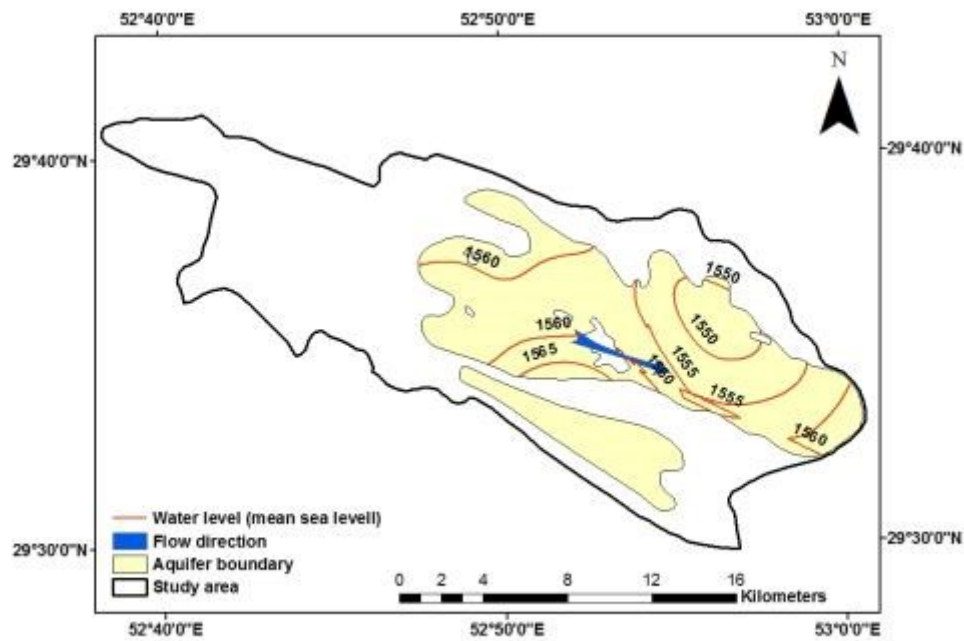 52°40'0"E 52°50'0"E 53°0'0"E
N
29°40'0"N 29°40'0"N
1560
1550
1550
1560
1565
1560
1555
1555
1560
Water level (mean sea levell)
Flow direction
Aquifer boundary
Study area
29°30'0"N 29°30'0"N
0 2 4 8 12 16
Kilometers
52°40'0"E 52°50'0"E 53°0'0"E